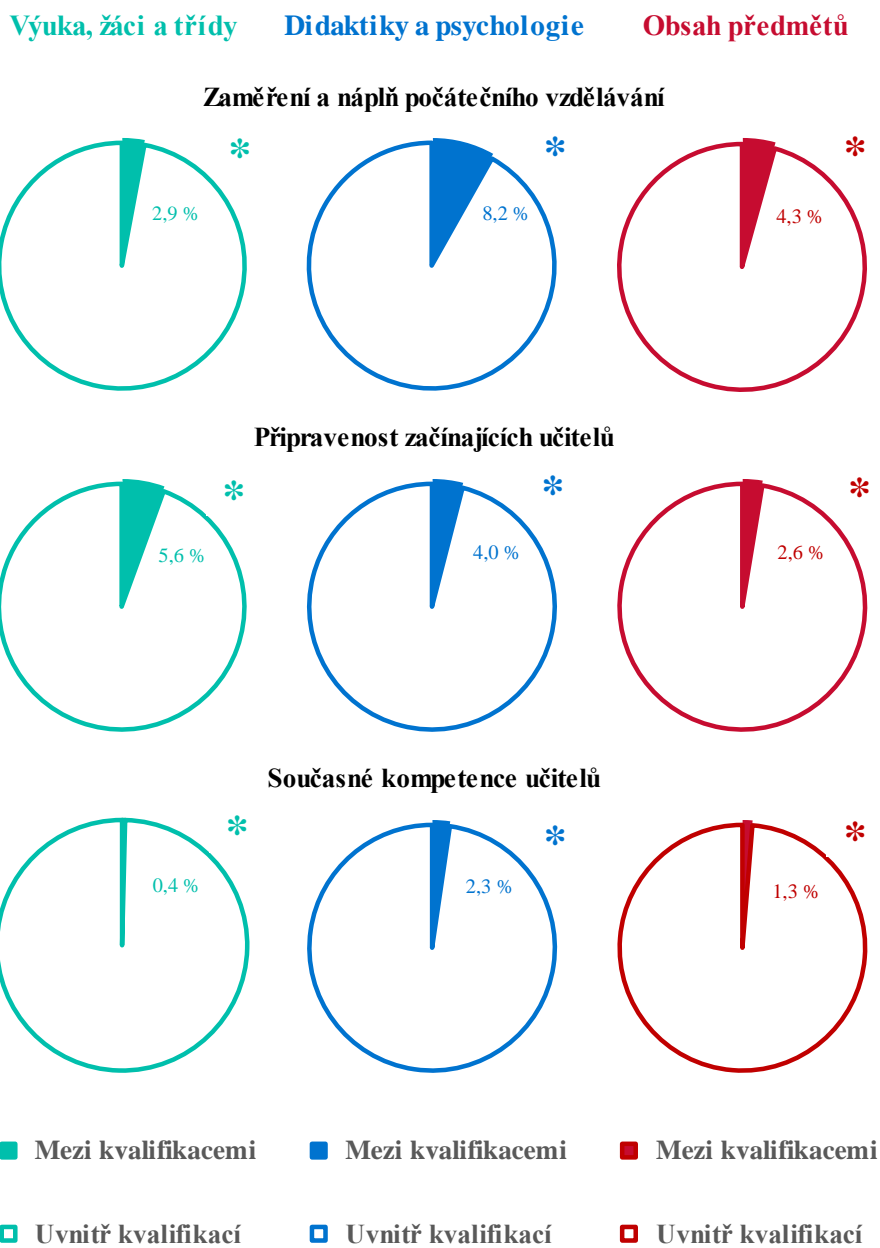 Výuka, žáci a třídy Didaktiky a psychologie Obsah předmětů
Zaměření a náplň počátečního vzdělávání
* * *
2,9 % 8,2 % 4,3 %
Připravenost začínajících učitelů
* * *
5,6 % 4,0 % 2,6 %
Současné kompetence učitelů
* * *
0,4 % 2,3 % 1,3 %
Mezi kvalifikacemi Mezi kvalifikacemi Mezi kvalifikacemi
Uvnitř kvalifikací Uvnitř kvalifikací Uvnitř kvalifikací